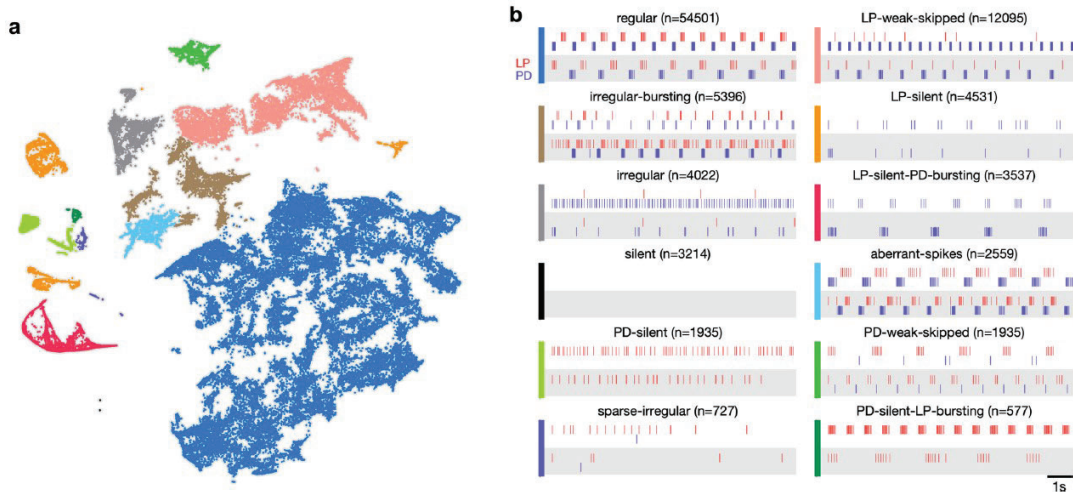 a
b
regular (n=54501)
LP-weak-skipped (n=12095)
LP
PD
irregular-bursting (n=5396)
LP-silent (n=4531)
irregular (n=4022)
LP-silent-PD-bursting (n=3537)
silent (n=3214)
aberrant-spikes (n=2559)
PD-silent (n=1935)
PD-weak-skipped (n=1935)
sparse-irregular (n=727)
PD-silent-LP-bursting (n=577)
1s